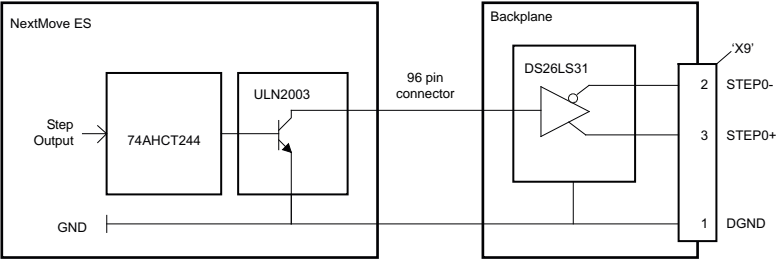 NextMove ES
Backplane
'X9'
DS26LS31
96 pin
connector
ULN2003
2 STEP0-
Step
Output
74AHCT244
3 STEP0+
GND
1 DGND